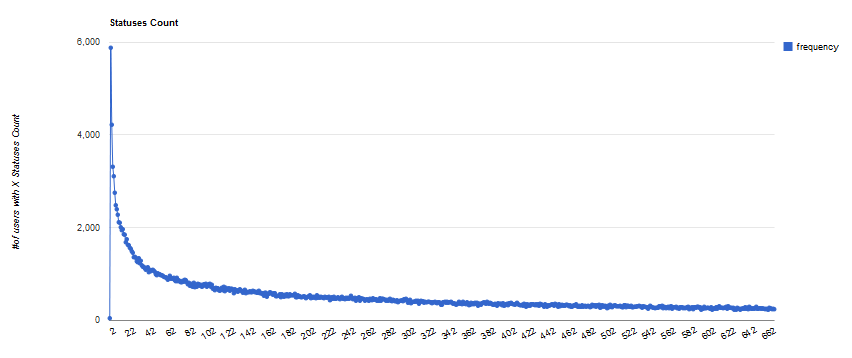 Statuses Count
frequency
#of users with X Statuses Count
6,000
4,000
2,000
0
2 22 42 62 82 102 122 142 162 182 202 222 242 262 282 302 322 342 362 382 402 422 442 462 482 502 522 542 562 582 602 622 642 662